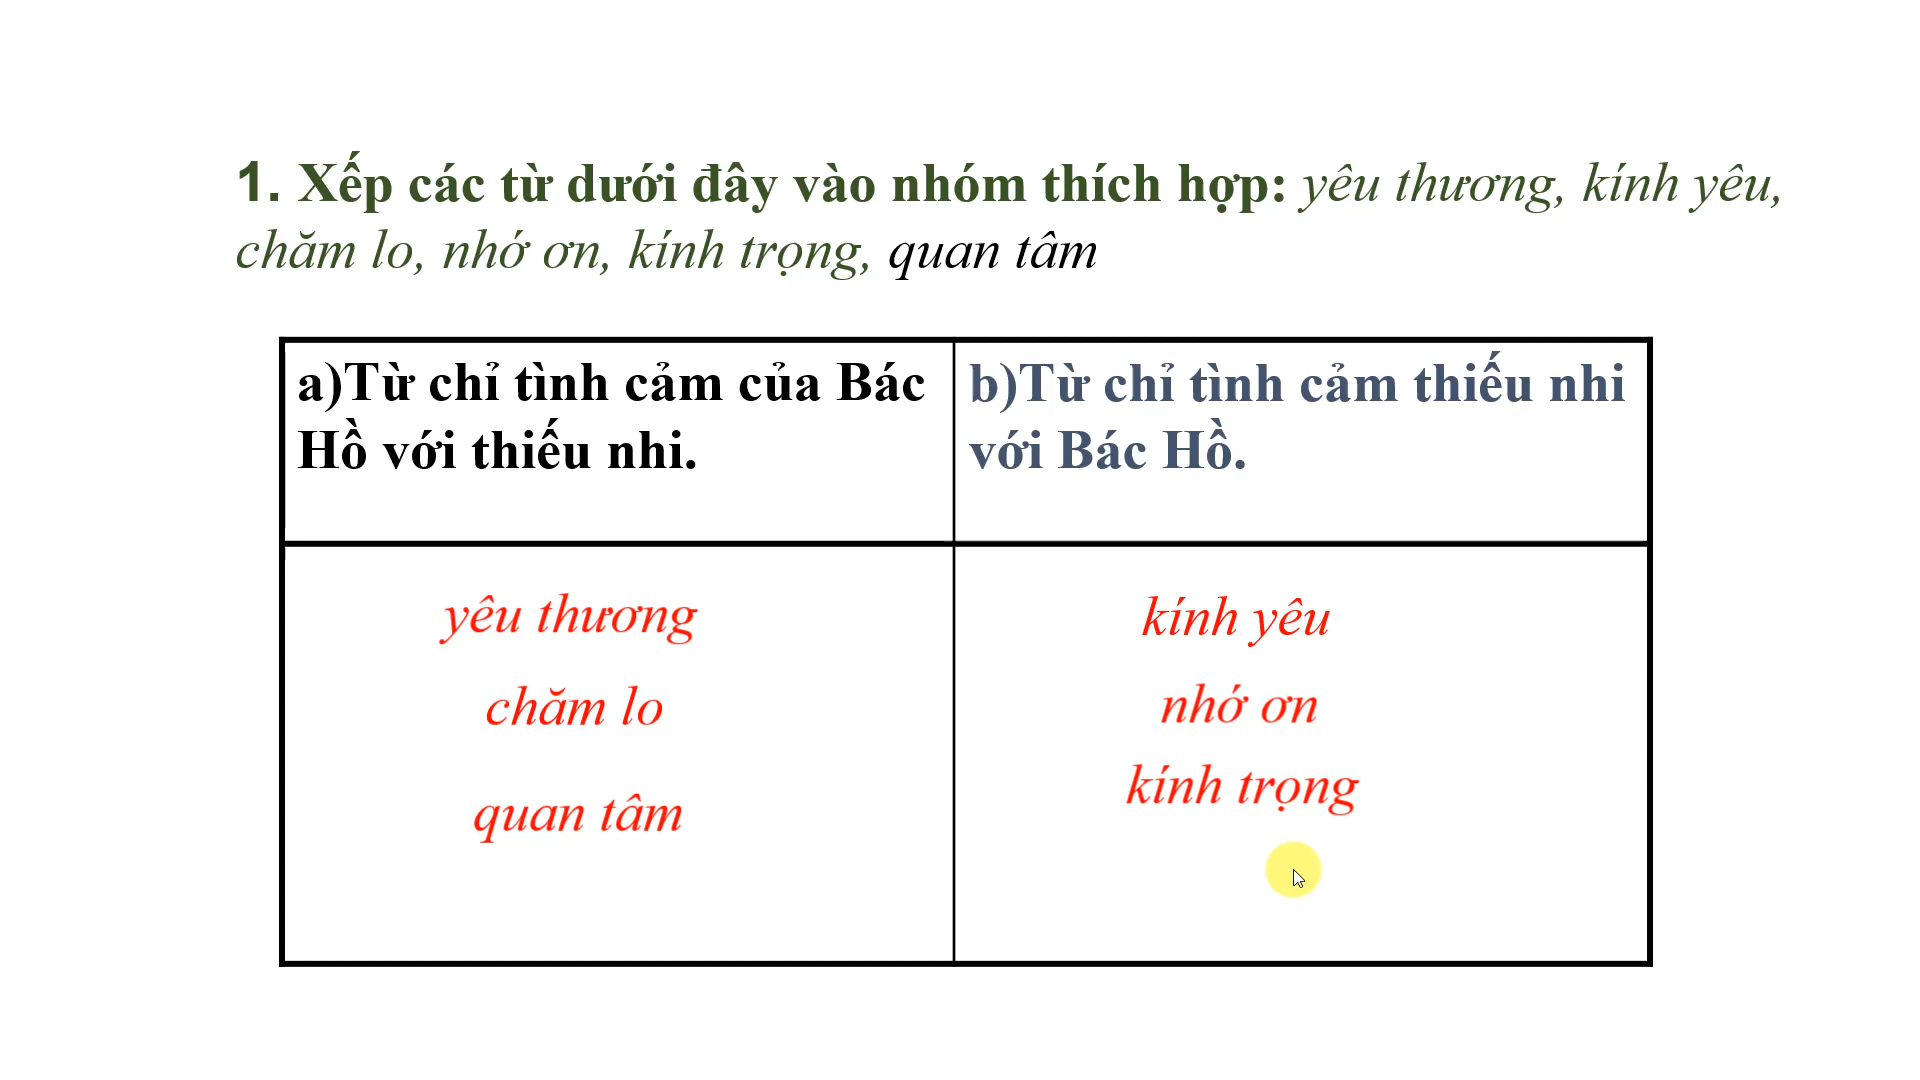 1. Xếp các từ dưới đây vào nhóm thích hợp: yêu thương, kính yêu,
chăm lo, nhớ ơn, kính trọng, quan tâm
a)Từ chỉ tình cảm của Bác
Hồ với thiếu nhi.
b)Từ chỉ tình cảm thiếu nhi
với Bác Hồ.
yêu thương
chăm lo
quan tâm
kính yêu
nhớ ơn
kính trọng